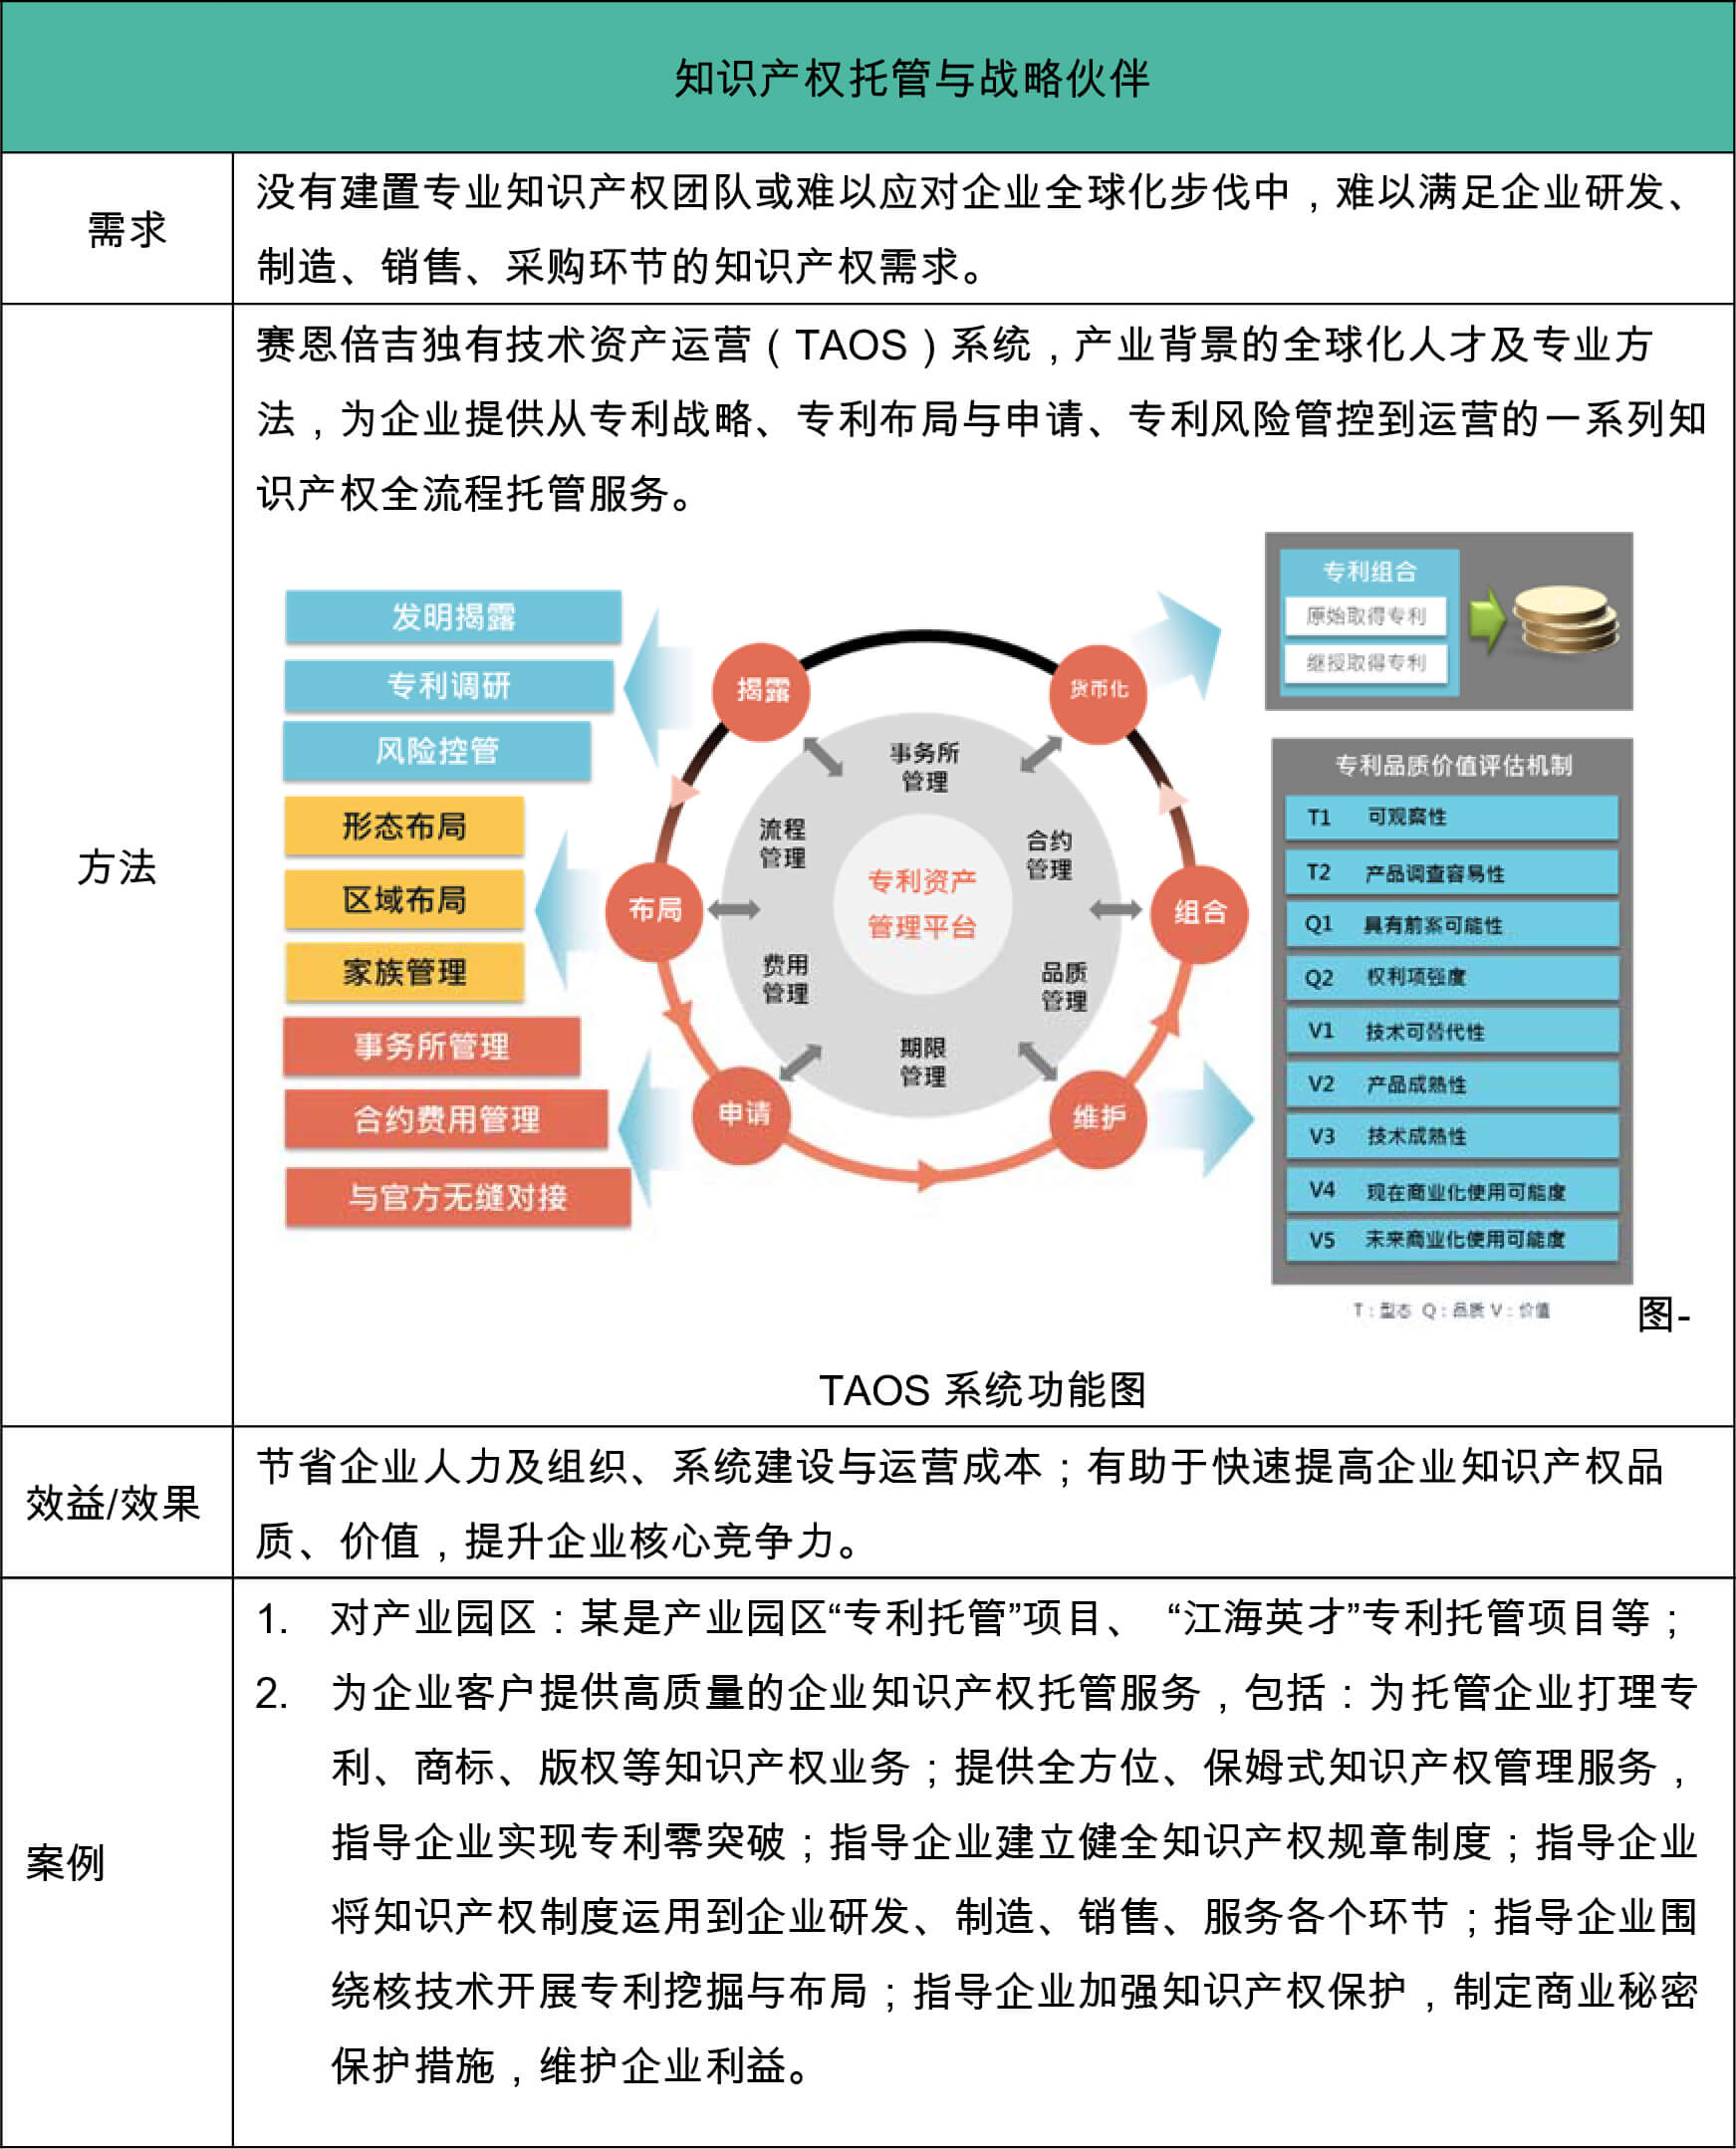 知识产权托管与战略伙伴
需求
没有建置专业知识产权团队或难以应对企业全球化步伐中，难以满足企业研发、
制造、销售、采购环节的知识产权需求。
方法
赛恩倍吉独有技术资产运营（TAOS）系统，产业背景的全球化人才及专业方
法，为企业提供从专利战略、专利布局与申请、专利风险管控到运营的一系列知
识产权全流程托管服务。
发明揭露
专利调研
风险控管
形态布局
区域布局
家族管理
事务所管理
合约费用管理
与官方无缝对接
揭露
货币化
布局
组合
申请
维护
事务所
管理
流程
管理
合约
管理
费用
管理
品质
管理
期限
管理
专利资产
管理平台
专利组合
原始取得专利
继授取得专利
专利品质价值评估机制
T1 可观察性
T2 产品调查容易性
Q1 具有前案可能性
Q2 权利项强度
V1 技术可替代性
V2 产品成熟性
V3 技术成熟性
V4 现在商业化使用可能度
V5 未来商业化使用可能度
T：型态 Q：品质 V：价值
图-
TAOS 系统功能图
效益/效果
节省企业人力及组织、系统建设与运营成本；有助于快速提高企业知识产权品
质、价值，提升企业核心竞争力。
案例
1. 对产业园区：某是产业园区“专利托管”项目、 “江海英才”专利托管项目等；
2. 为企业客户提供高质量的企业知识产权托管服务，包括：为托管企业打理专
利、商标、版权等知识产权业务；提供全方位、保姆式知识产权管理服务，
指导企业实现专利零突破；指导企业建立健全知识产权规章制度；指导企业
将知识产权制度运用到企业研发、制造、销售、服务各个环节；指导企业围
绕核技术开展专利挖掘与布局；指导企业加强知识产权保护，制定商业秘密
保护措施，维护企业利益。